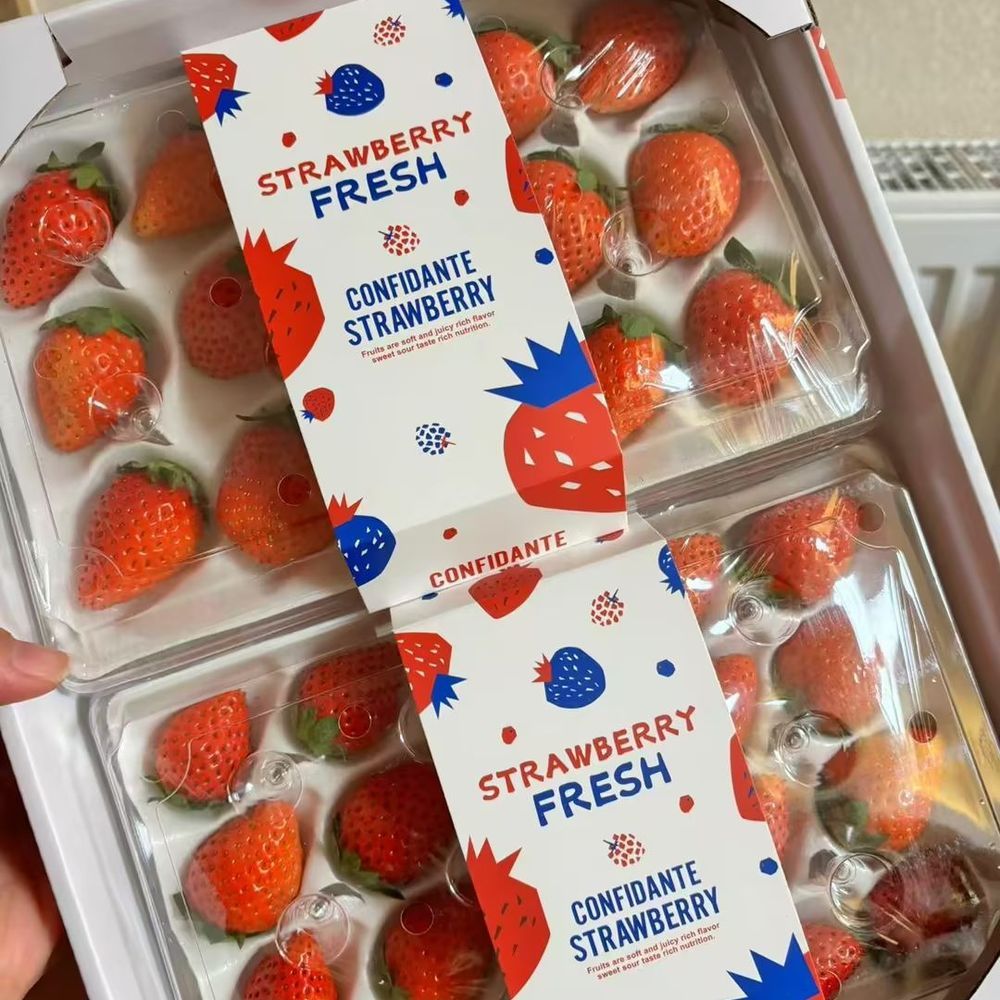 STRAWBERRY
FRESH
CONFIDANTE
STRAWBERRY
Fruits are soft and juicy rich flavor
sweet sour taste rich nutrition.
CONFIDANTE
STRAWBERRY
FRESH
CONFIDANTE
STRAWBERRY
Fruits are soft and juicy rich flavor
sweet sour taste rich nutrition.